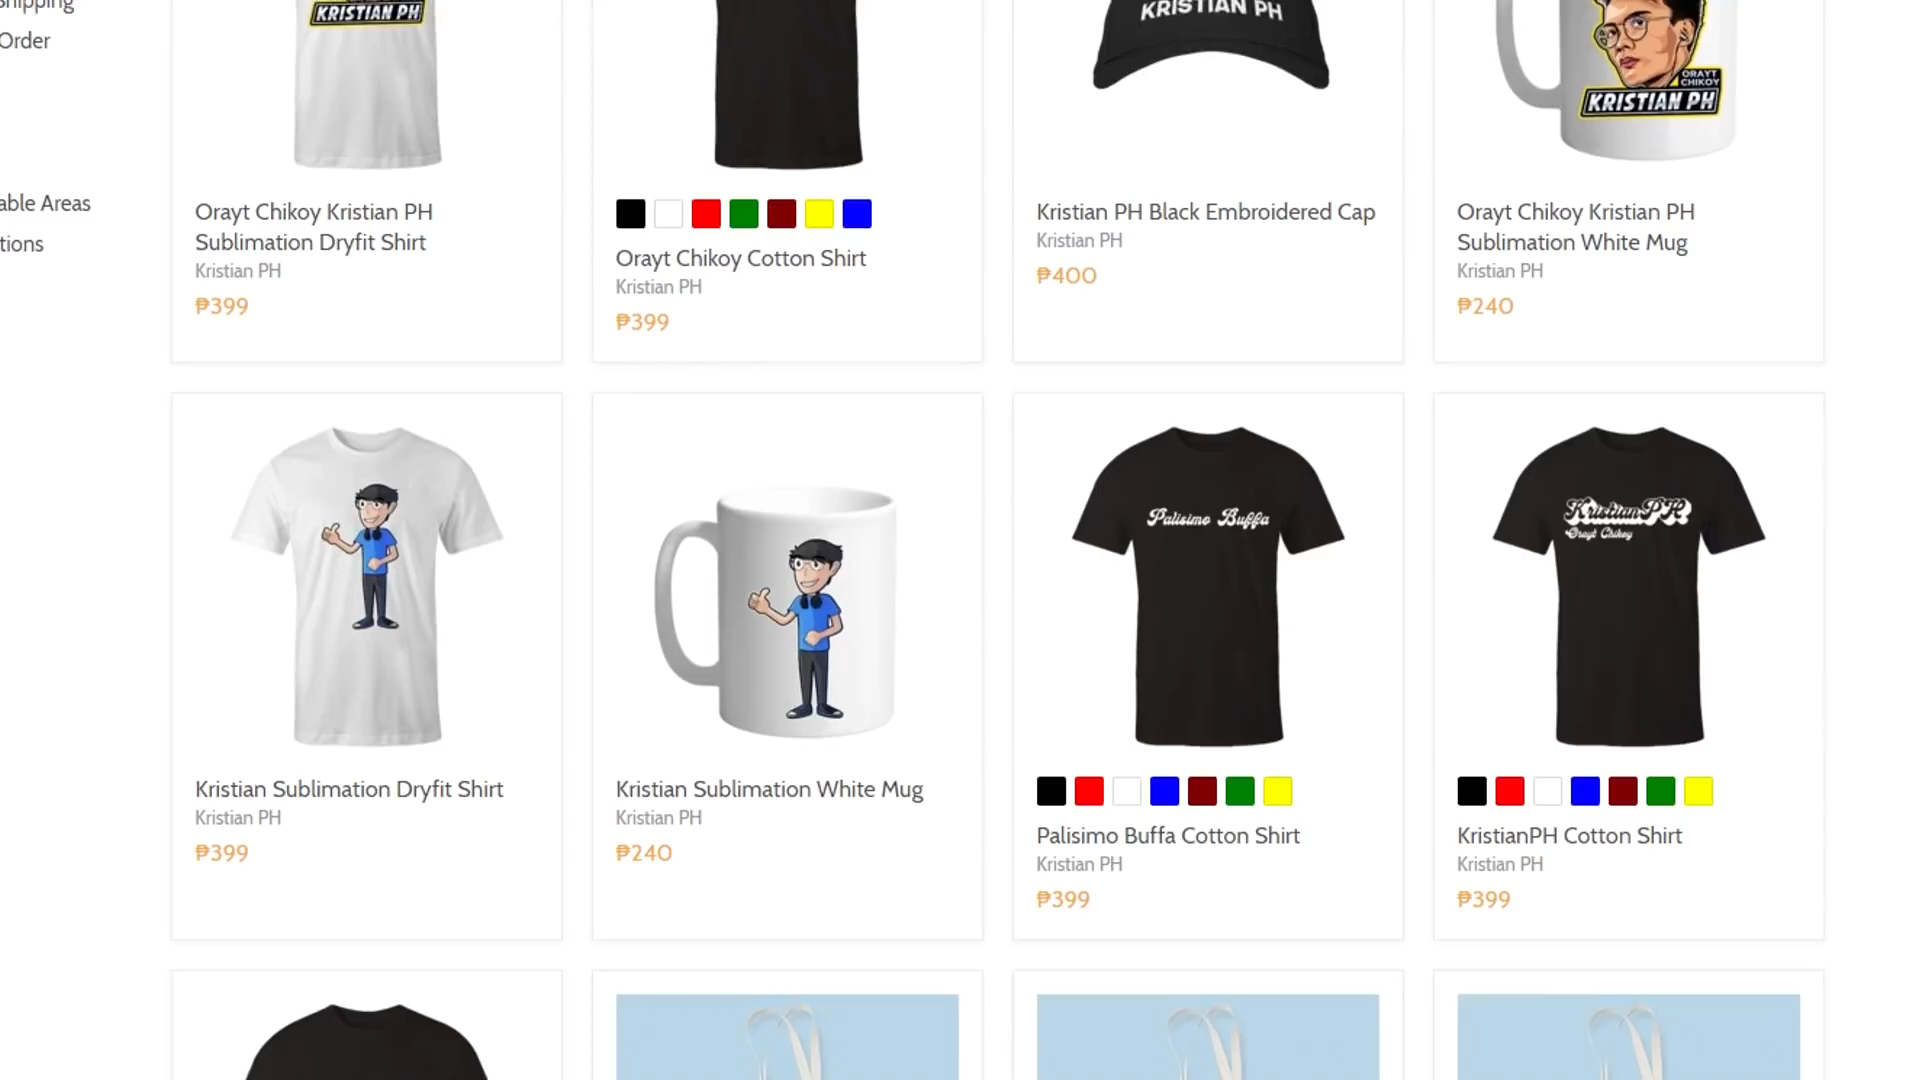 Shipping
Order
able Areas
tions
KRISTIAN PH
KRISTIAN PH
ORAYT
CHIKOY
KRISTIAN PH
Orayt Chikoy Kristian PH
Sublimation Dryfit Shirt
Kristian PH
₱399
Orayt Chikoy Cotton Shirt
Kristian PH
₱399
Kristian PH Black Embroidered Cap
Kristian PH
₱400
Orayt Chikoy Kristian PH
Sublimation White Mug
Kristian PH
₱240
Palisimo Buffa
KristianPH
Orayt Chikoy
Kristian Sublimation Dryfit Shirt
Kristian PH
₱399
Kristian Sublimation White Mug
Kristian PH
₱240
Palisimo Buffa Cotton Shirt
Kristian PH
₱399
KristianPH Cotton Shirt
Kristian PH
₱399